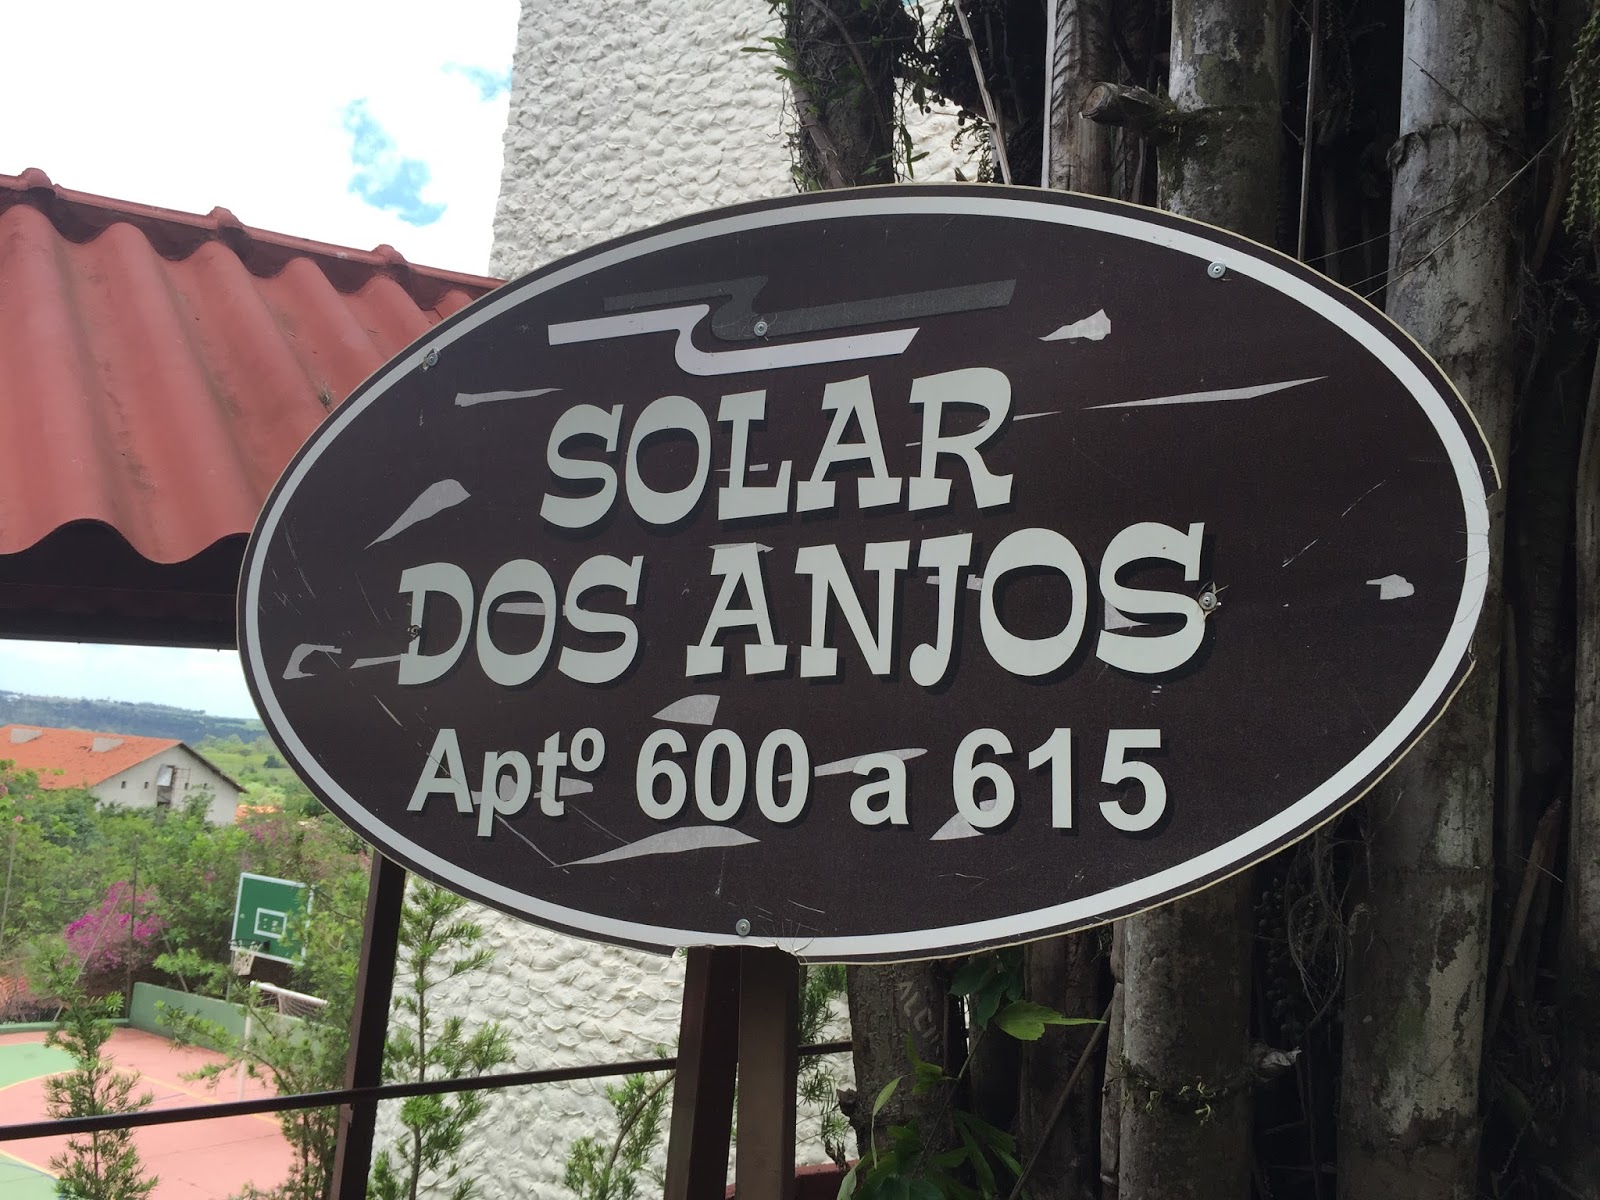 SOLAR
DOS ANJOS
Aptº 600 a 615